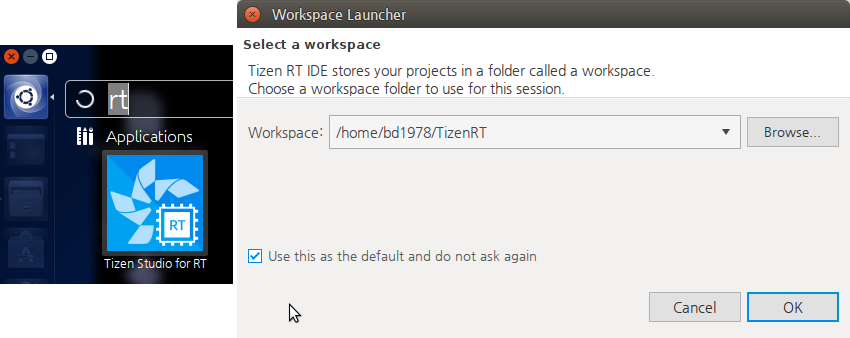 rt
Applications
RT
Tizen Studio for RT
Workspace Launcher
Select a workspace
Tizen RT IDE stores your projects in a folder called a workspace.
Choose a workspace folder to use for this session.
Workspace: /home/bd1978/TizenRT Browse...
Use this as the default and do not ask again
Cancel OK